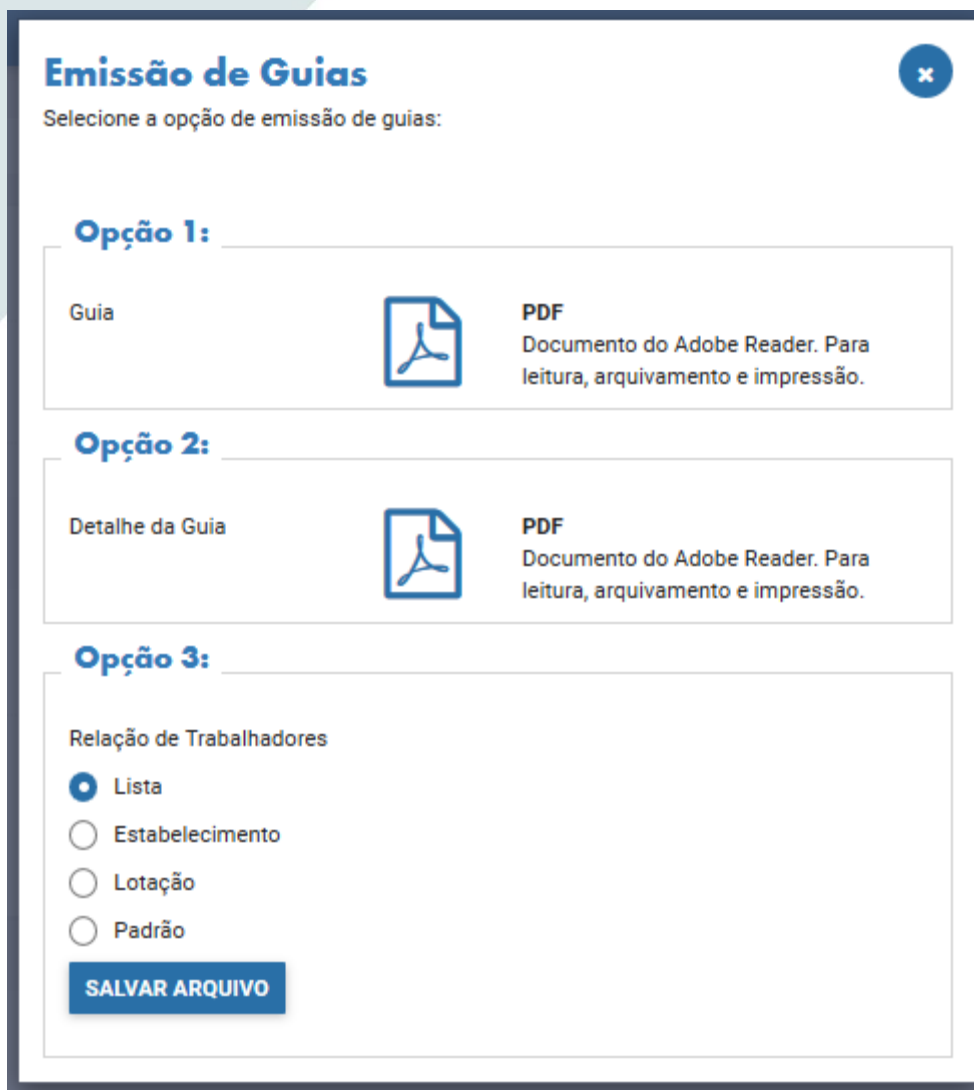 Emissão de Guias
Selecione a opção de emissão de guias:
Opção 1:
Guia
PDF
Documento do Adobe Reader. Para
leitura, arquivamento e impressão.
Opção 2:
Detalhe da Guia
PDF
Documento do Adobe Reader. Para
leitura, arquivamento e impressão.
Opção 3:
Relação de Trabalhadores
Lista
Estabelecimento
Lotação
Padrão
SALVAR ARQUIVO